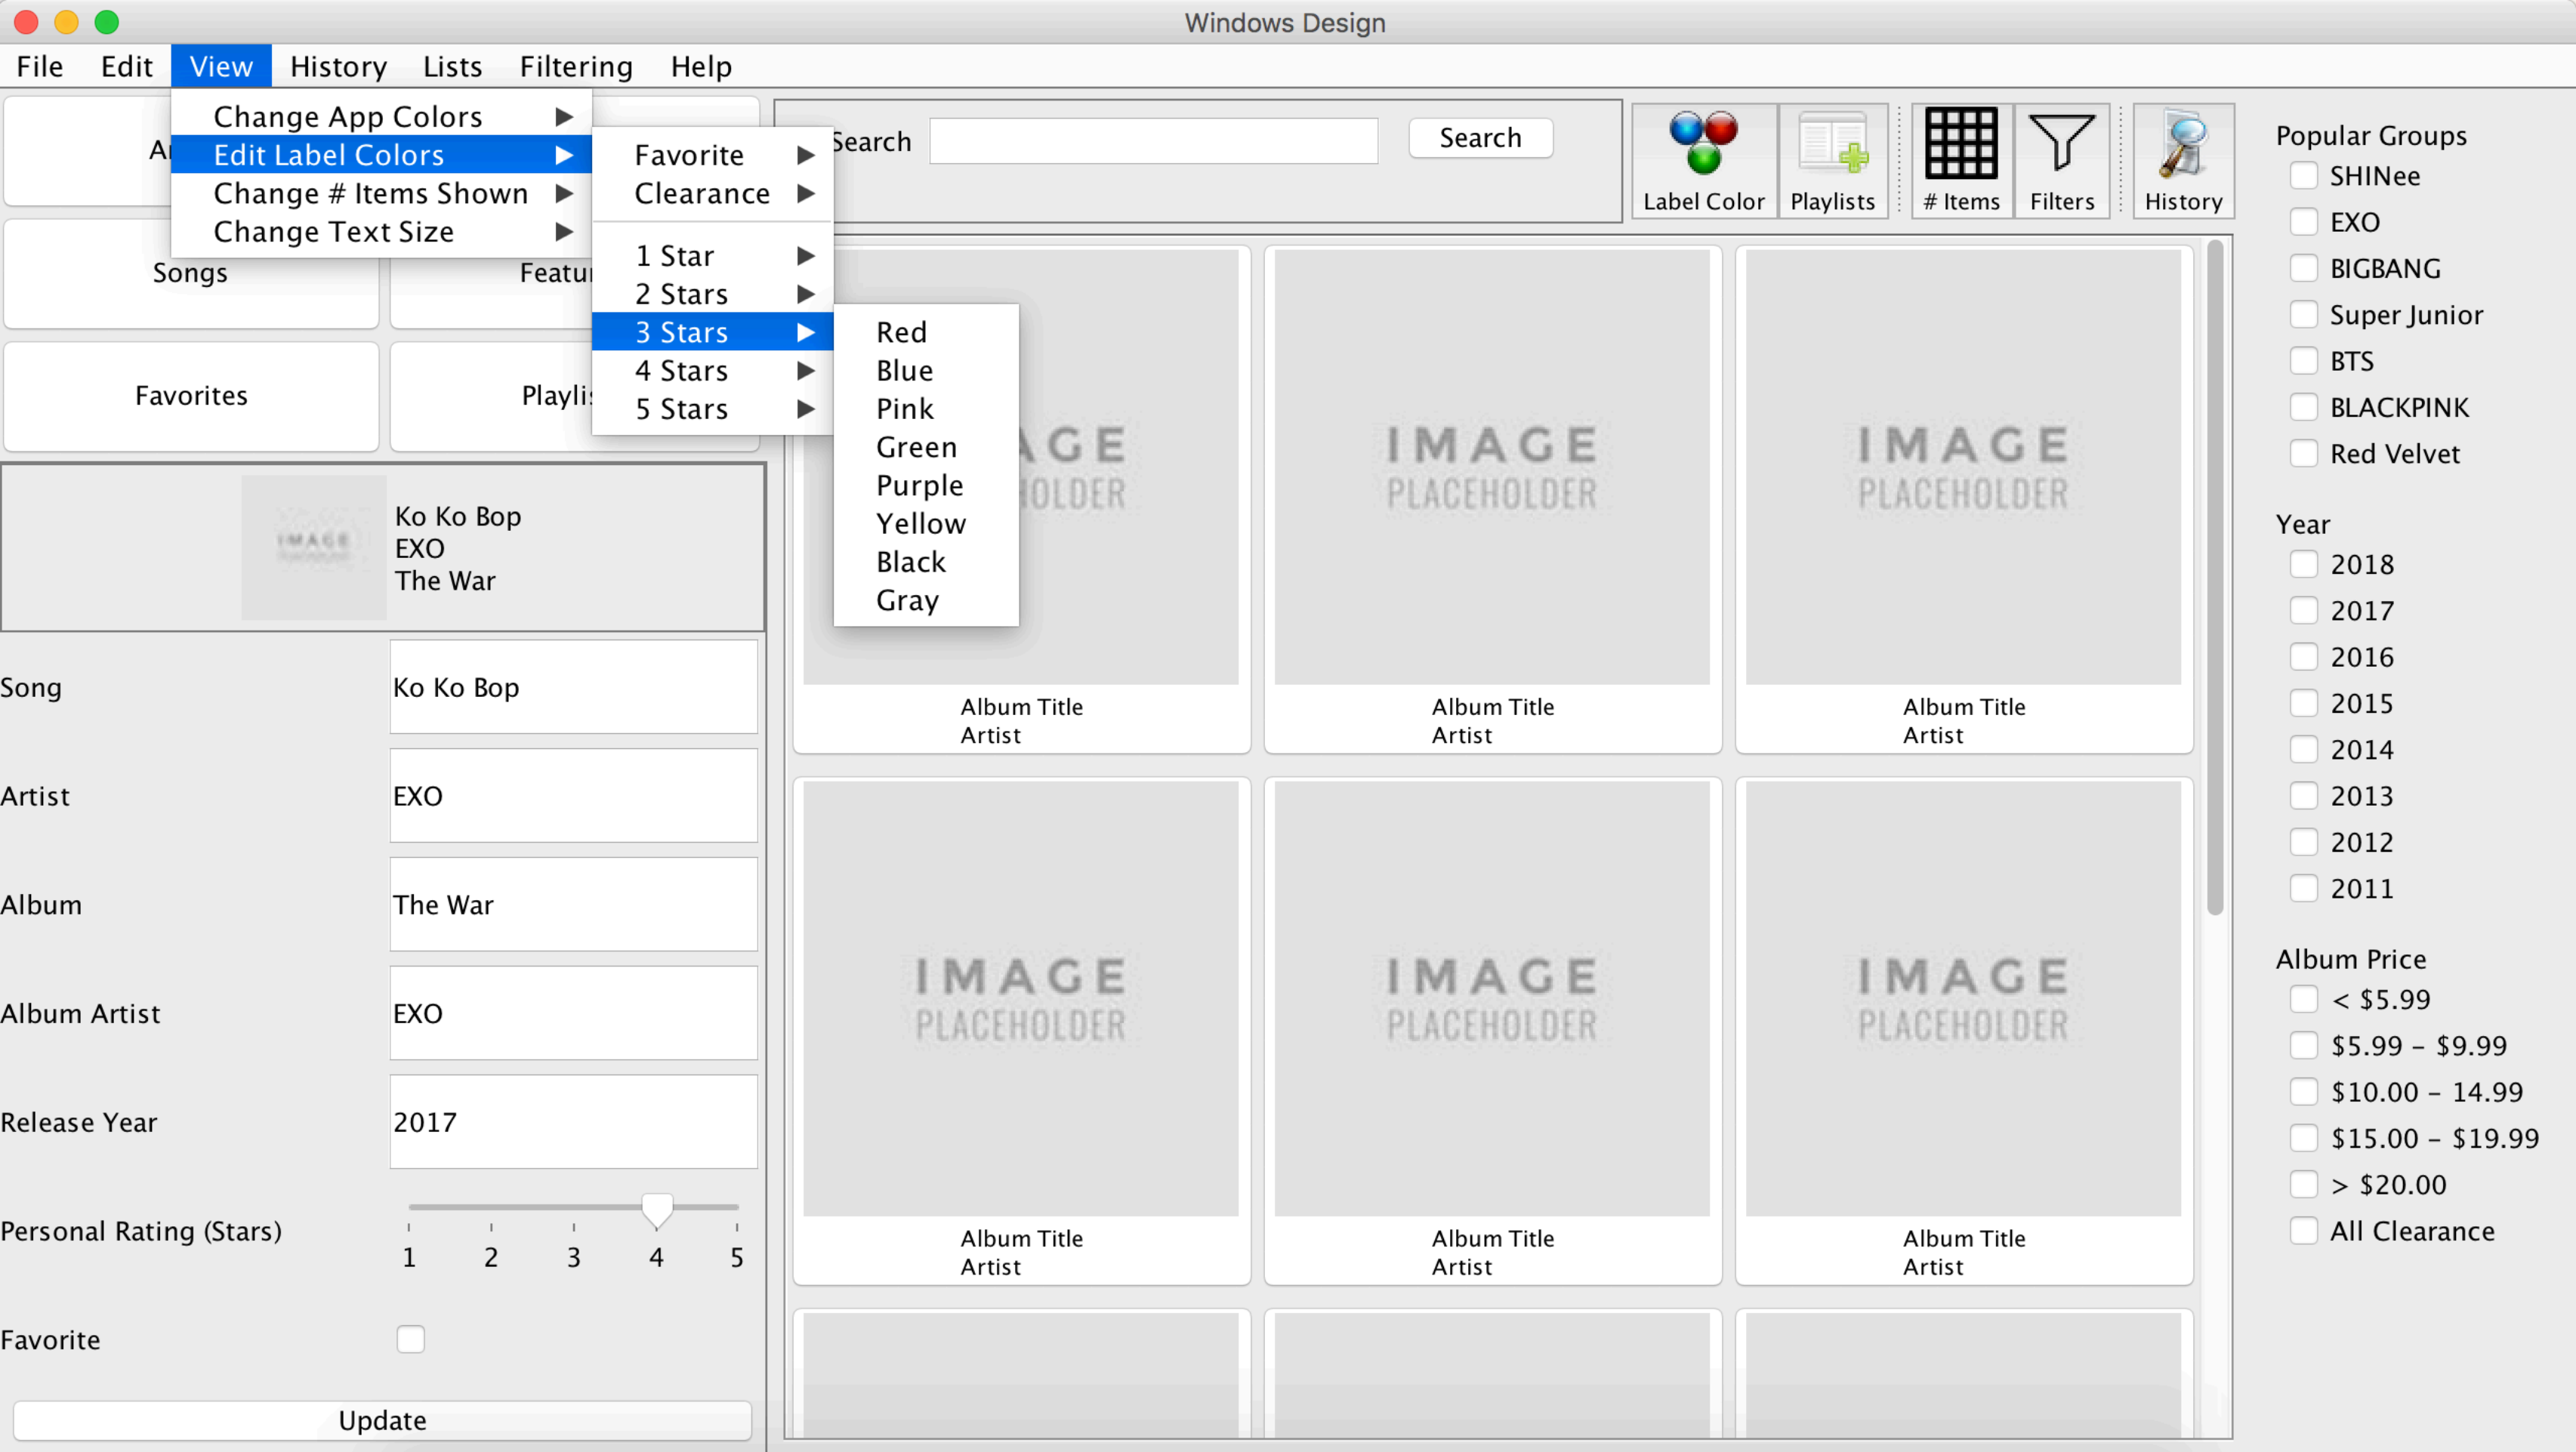 Windows Design
File Edit View History Lists Filtering Help
Change App Colors
Edit Label Colors
Change # Items Shown
Change Text Size
Favorite
Clearance
1 Star
2 Stars
3 Stars
4 Stars
5 Stars
Red
Blue
Pink
Green
Purple
Yellow
Black
Gray
Songs
Favorites
Search
Search
Label Color
Playlists
# Items
Filters
History
Ko Ko Bop
EXO
The War
Song Ko Ko Bop
Artist EXO
Album The War
Album Artist EXO
Release Year 2017
Personal Rating (Stars)
1 2 3 4 5
Favorite
Update
IMAGE
PLACEHOLDER
IMAGE
PLACEHOLDER
Album Title
Artist
Album Title
Artist
Album Title
Artist
IMAGE
PLACEHOLDER
IMAGE
PLACEHOLDER
IMAGE
PLACEHOLDER
Album Title
Artist
Album Title
Artist
Album Title
Artist
Popular Groups
SHINee
EXO
BIGBANG
Super Junior
BTS
BLACKPINK
Red Velvet
Year
2018
2017
2016
2015
2014
2013
2012
2011
Album Price
< $5.99
$5.99 – $9.99
$10.00 – 14.99
$15.00 – $19.99
> $20.00
All Clearance